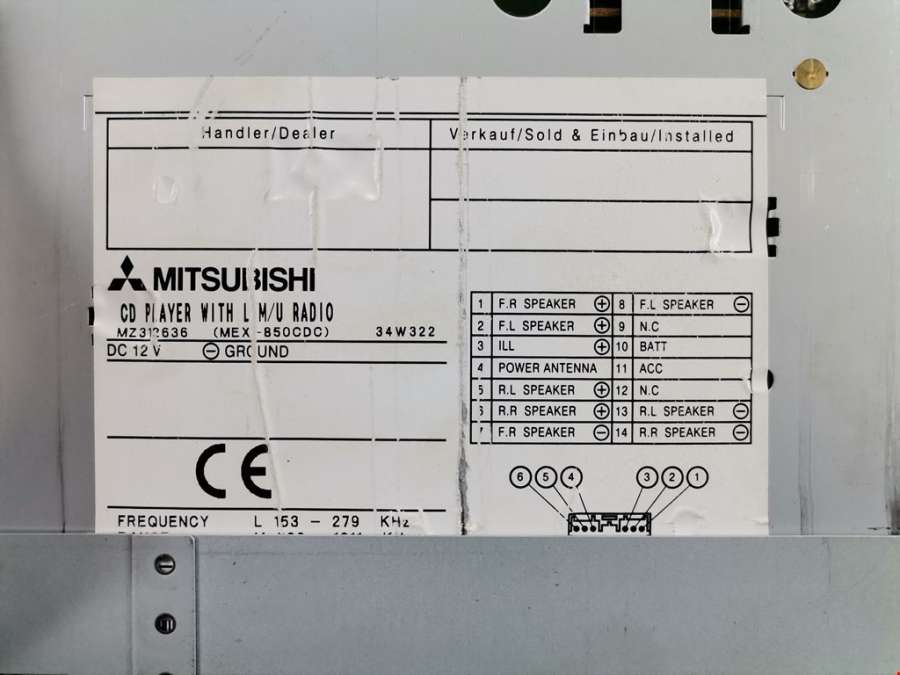 Handler/Dealer
Verkauf/Sold & Einbau/Installed
MITSUBISHI
CD PLAYER WITH L M/U RADIO
MZ312636 (MEX-850CDC) 34W322
DC 12 V ⊖ GROUND
1 F.R SPEAKER ⊕ 8 F.L SPEAKER ⊖
2 F.L SPEAKER ⊕ 9 N.C
3 ILL ⊕ 10 BATT
4 POWER ANTENNA 11 ACC
5 R.L SPEAKER ⊕ 12 N.C
6 R.R SPEAKER ⊕ 13 R.L SPEAKER ⊖
7 F.R SPEAKER ⊖ 14 R.R SPEAKER ⊖
CE
6 5 4 3 2 1
FREQUENCY L 153 - 279 KHz